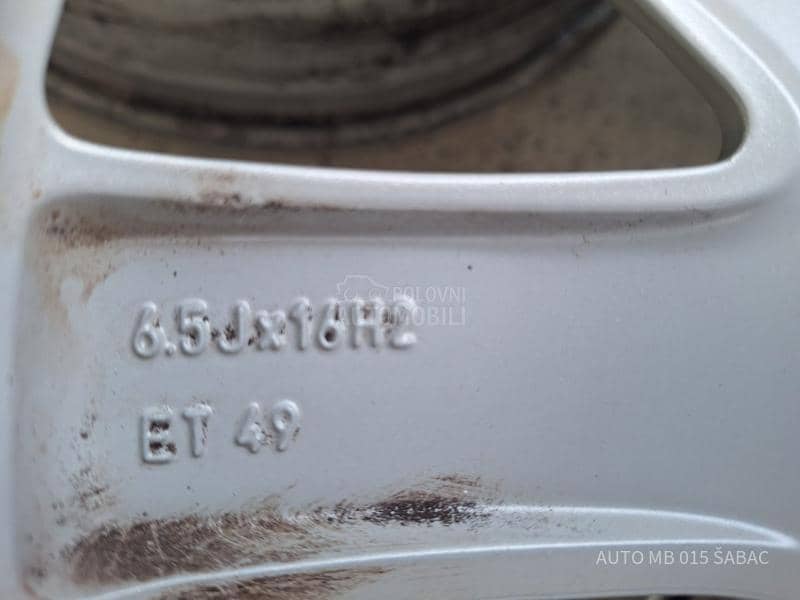 POLOVNI
AUTOMOBILI
6.5Jx16H2
ET 49
AUTO MB 015 ŠABAC